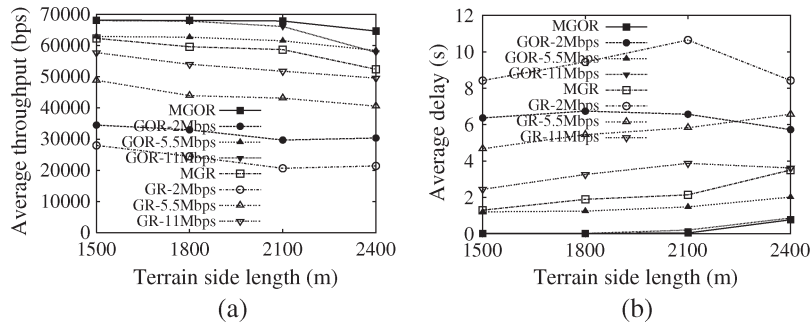 Average throughput (bps)
70000
60000
50000
40000
30000
20000
10000
0
MGOR
GOR-2Mbps
GOR-5.5Mbps
GOR-11Mbps
MGR
GR-2Mbps
GR-5.5Mbps
GR-11Mbps
1500 1800 2100 2400
Terrain side length (m)
(a)
Average delay (s)
12
10
8
6
4
2
0
MGOR
GOR-2Mbps
GOR-5.5Mbps
GOR-11Mbps
MGR
GR-2Mbps
GR-5.5Mbps
GR-11Mbps
1500 1800 2100 2400
Terrain side length (m)
(b)